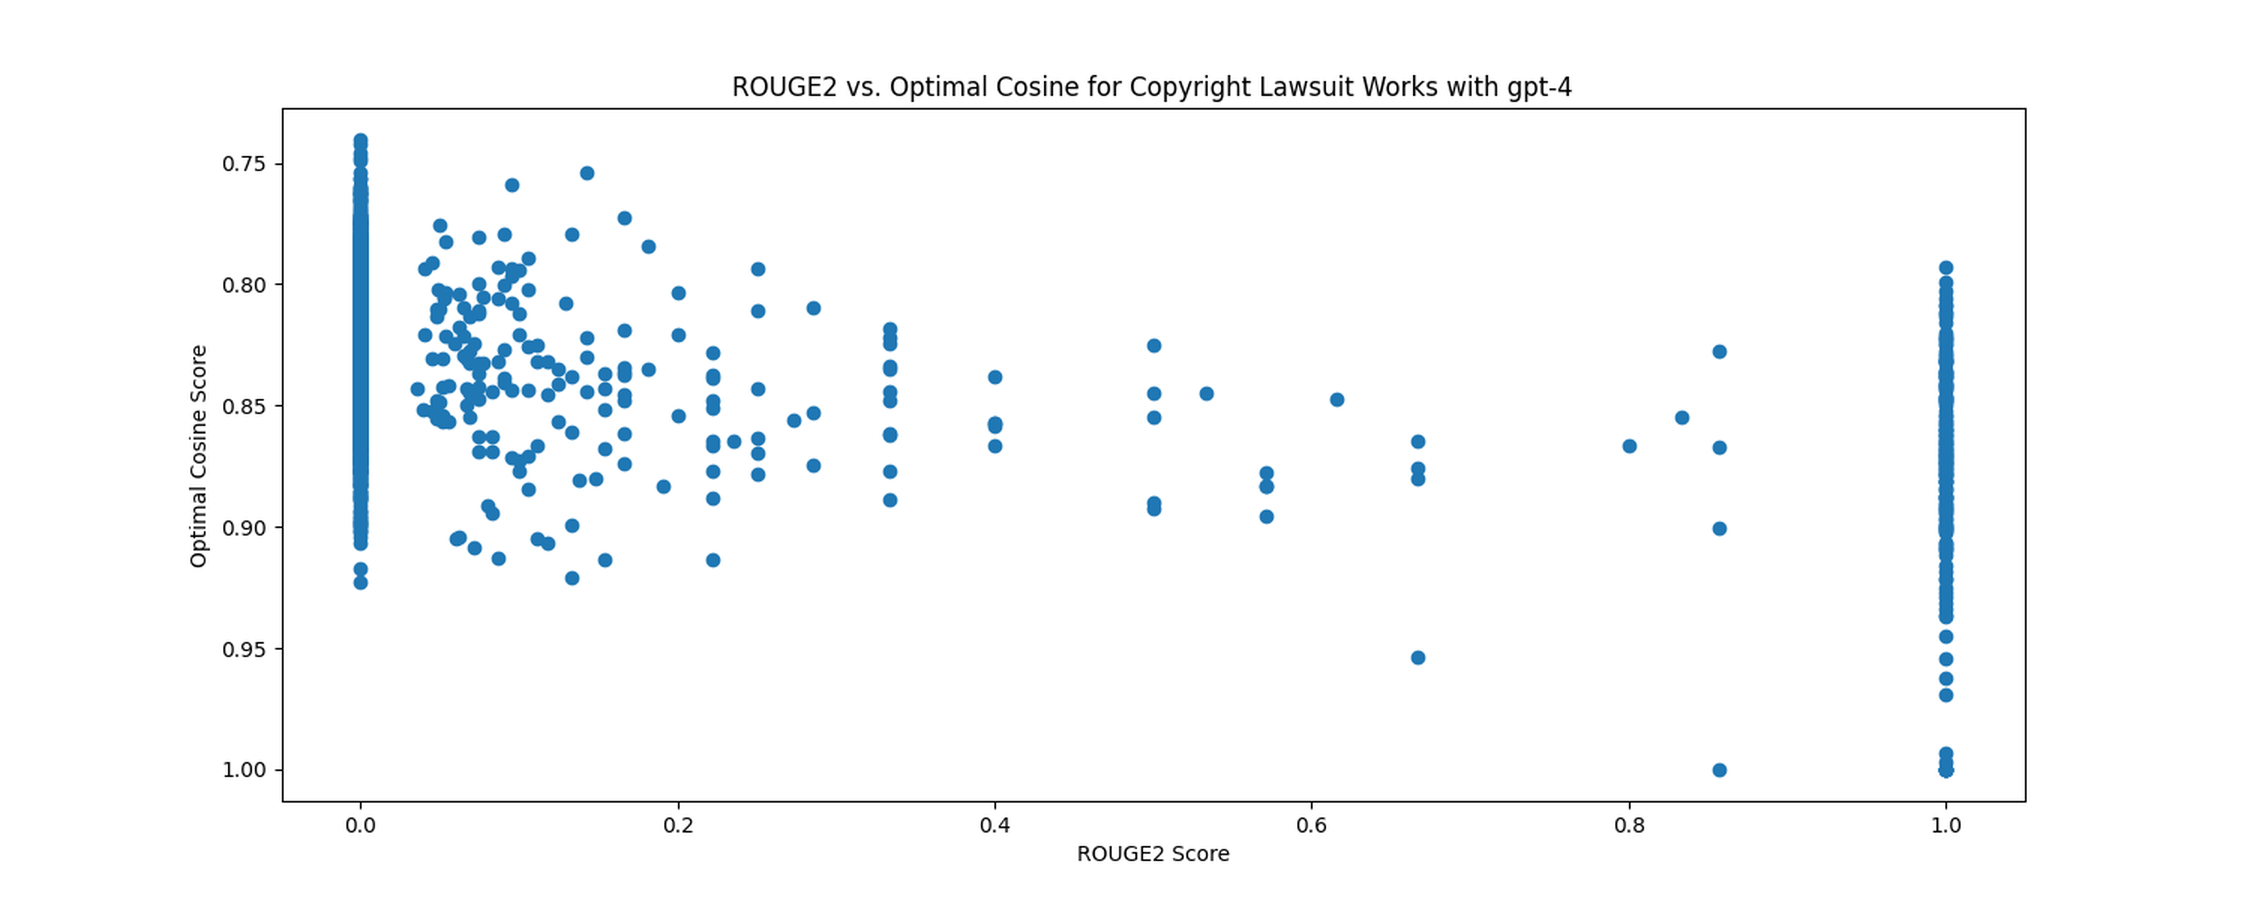 ROUGE2 vs. Optimal Cosine for Copyright Lawsuit Works with gpt-4
Optimal Cosine Score
0.75
0.80
0.85
0.90
0.95
1.00
0.0 0.2 0.4 0.6 0.8 1.0
ROUGE2 Score